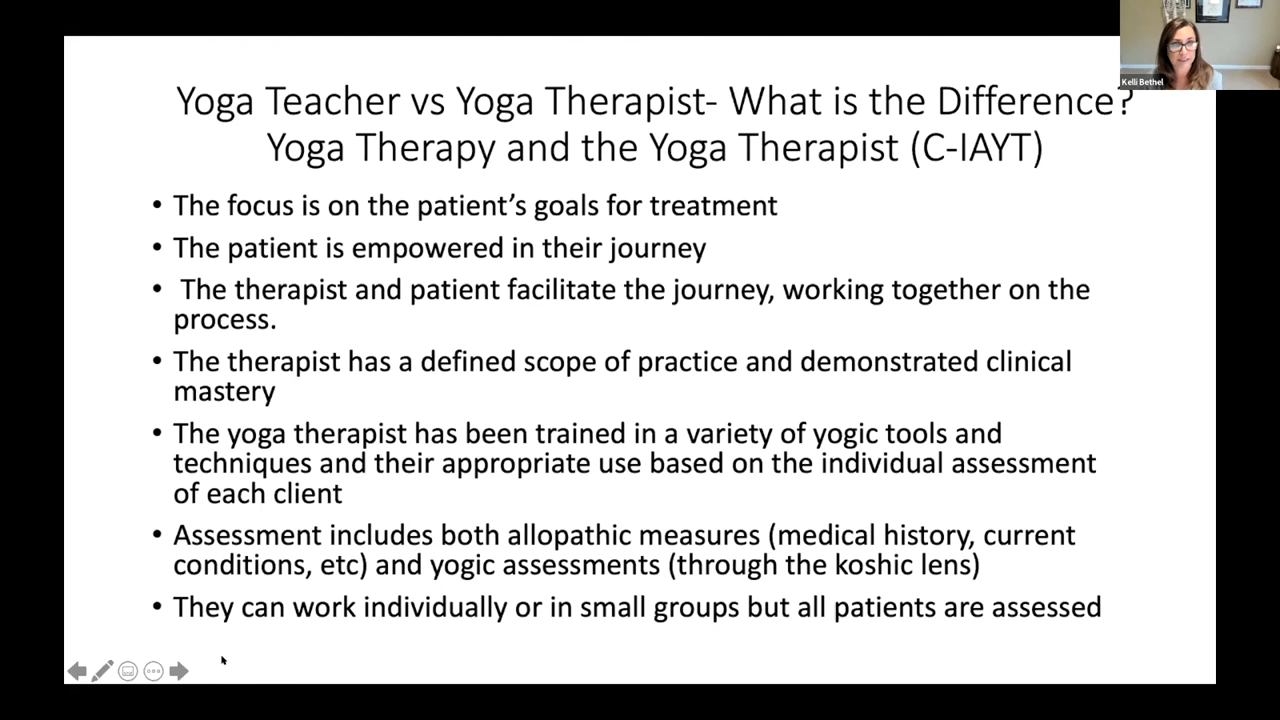 Kelli Bethel
Yoga Teacher vs Yoga Therapist- What is the Difference?
Yoga Therapy and the Yoga Therapist (C-IAYT)
• The focus is on the patient's goals for treatment
• The patient is empowered in their journey
• The therapist and patient facilitate the journey, working together on the
process.
• The therapist has a defined scope of practice and demonstrated clinical
mastery
• The yoga therapist has been trained in a variety of yogic tools and
techniques and their appropriate use based on the individual assessment
of each client
• Assessment includes both allopathic measures (medical history, current
conditions, etc) and yogic assessments (through the koshic lens)
• They can work individually or in small groups but all patients are assessed